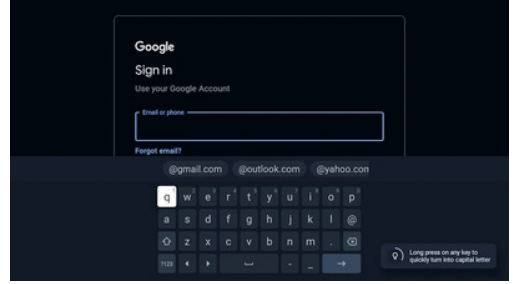 Google
Sign in
Use your Google Account
Email or phone
Forgot email?
@gmail.com @outlook.com @yahoo.com
q w e r t y u i o p
a s d f g h j k l @
z x c v b n m .
?123 - _
Long press on any key to
quickly turn into capital letter